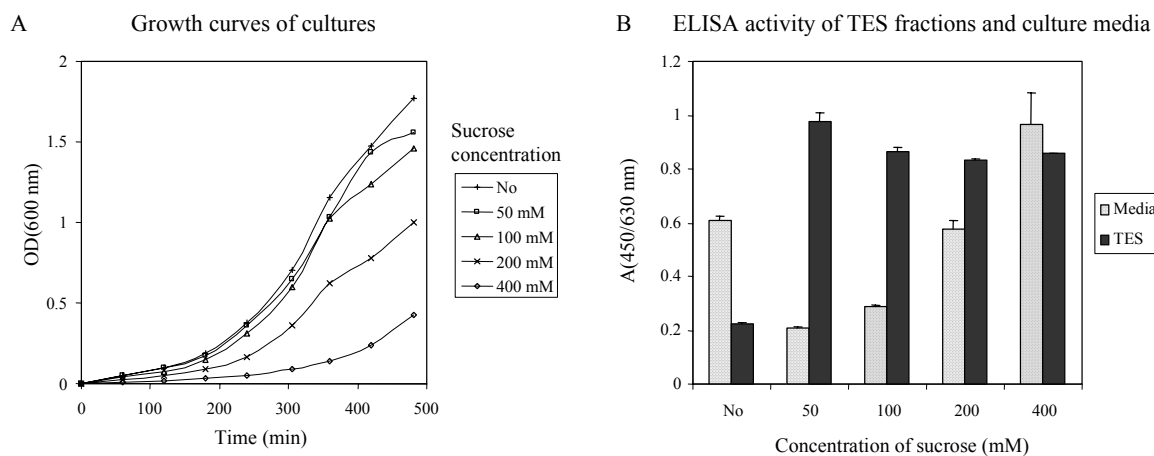 A
Growth curves of cultures
2
1.5
1
0.5
0
OD(600 nm)
0
100
200
300
400
500
Time (min)
Sucrose
concentration
No
50 mM
100 mM
200 mM
400 mM
B
ELISA activity of TES fractions and culture media
1.2
1
0.8
0.6
0.4
0.2
0
A(450/630 nm)
No
50
100
200
400
Concentration of sucrose (mM)
Media
TES